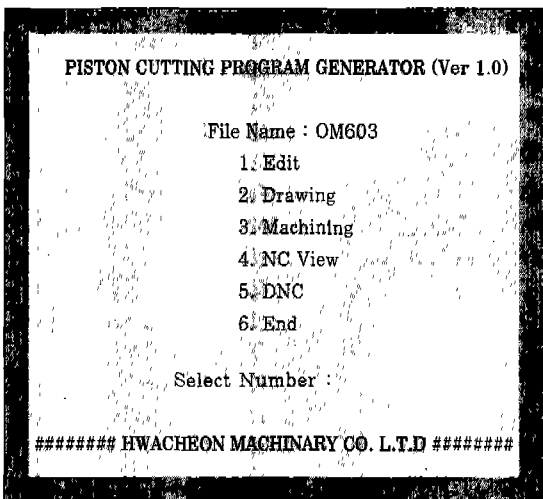 PISTON CUTTING PROGRAM GENERATOR (Ver 1.0)
File Name : OM603
1. Edit
2. Drawing
3. Machining
4. NC View
5. DNC
6. End
Select Number :
######## HWACHEON MACHINARY CO. L.T.D ########